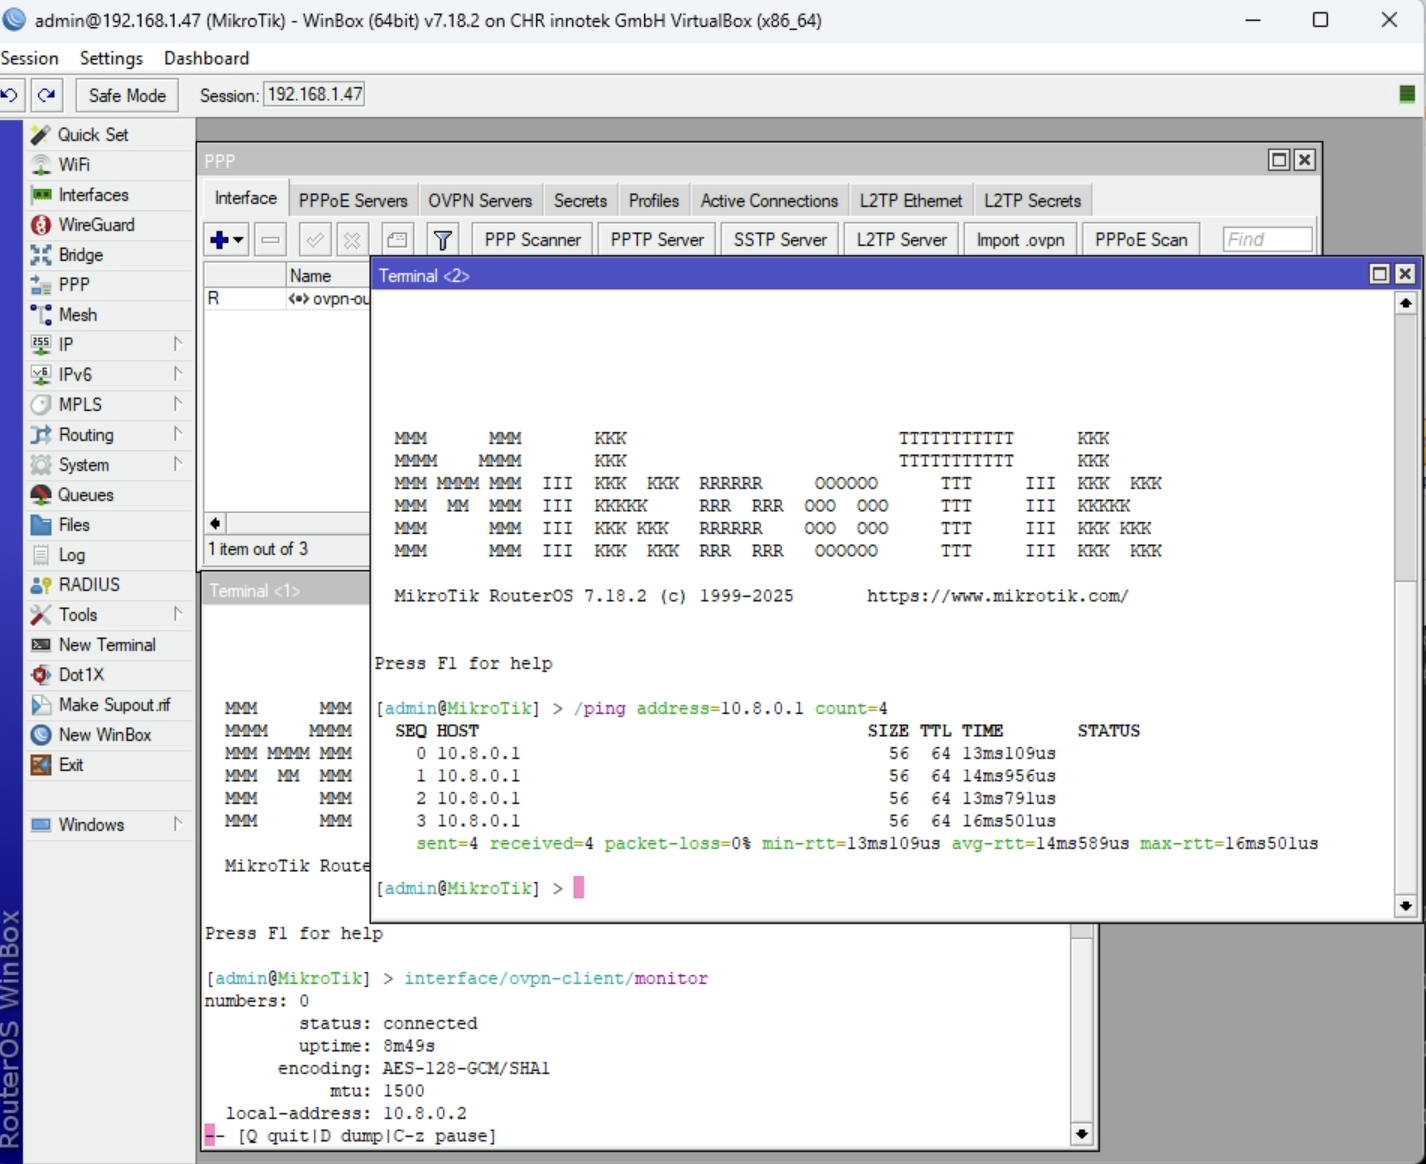 admin@192.168.1.47 (MikroTik) - WinBox (64bit) v7.18.2 on CHR innotek GmbH VirtualBox (x86_64)
Session Settings Dashboard
Safe Mode Session: 192.168.1.47
Quick Set
WiFi
Interfaces
WireGuard
Bridge
PPP
Mesh
IP
IPv6
MPLS
Routing
System
Queues
Files
Log
RADIUS
Tools
New Terminal
Dot1X
Make Supout.rif
New WinBox
Exit
Windows
RouterOS WinBox
PPP
Interface PPPoE Servers OVPN Servers Secrets Profiles Active Connections L2TP Ethernet L2TP Secrets
PPP Scanner PPTP Server SSTP Server L2TP Server Import .ovpn PPPoE Scan Find
Name
R <•> ovpn-ou
1 item out of 3
Terminal <2>
MMM      MMM       KKK                          TTTTTTTTTTT      KKK
MMMM    MMMM       KKK                          TTTTTTTTTTT      KKK
MMM MMMM MMM  III  KKK  KKK  RRRRRR     OOOOOO      TTT     III  KKK  KKK
MMM  MM  MMM  III  KKKKK     RRR  RRR  OOO  OOO     TTT     III  KKKKK
MMM      MMM  III  KKK KKK   RRRRRR    OOO  OOO     TTT     III  KKK KKK
MMM      MMM  III  KKK  KKK  RRR  RRR   OOOOOO      TTT     III  KKK  KKK
MikroTik RouterOS 7.18.2 (c) 1999-2025       https://www.mikrotik.com/
Press F1 for help
[admin@MikroTik] > /ping address=10.8.0.1 count=4
SEQ HOST SIZE TTL TIME STATUS
0 10.8.0.1 56 64 13ms109us
1 10.8.0.1 56 64 14ms956us
2 10.8.0.1 56 64 13ms791us
3 10.8.0.1 56 64 16ms501us
sent=4 received=4 packet-loss=0% min-rtt=13ms109us avg-rtt=14ms589us max-rtt=16ms501us
[admin@MikroTik] >
Terminal <1>
MMM      MMM
MMMM    MMMM
MMM MMMM MMM
MMM  MM  MMM
MMM      MMM
MMM      MMM
MikroTik Route
Press F1 for help
[admin@MikroTik] > interface/ovpn-client/monitor
numbers: 0
status: connected
uptime: 8m49s
encoding: AES-128-GCM/SHA1
mtu: 1500
local-address: 10.8.0.2
-- [Q quit|D dump|C-z pause]